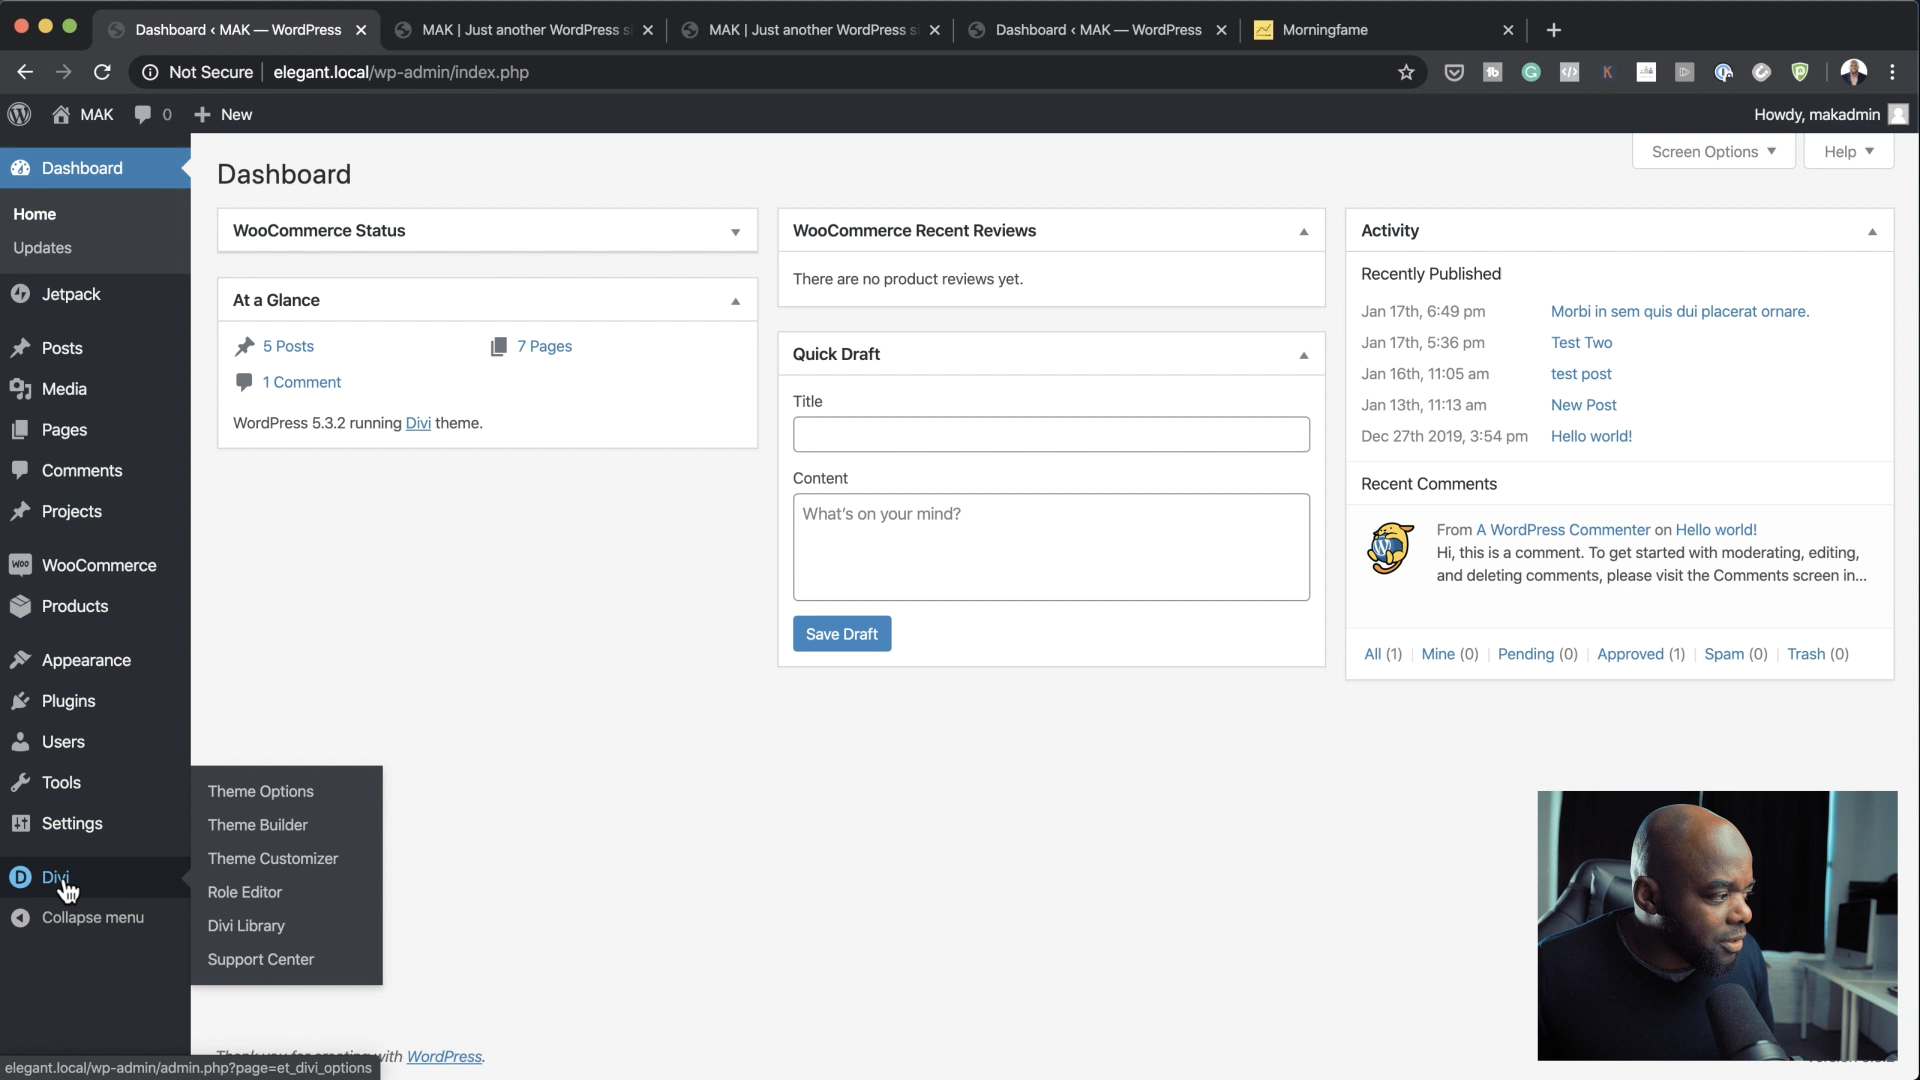 Dashboard ‹ MAK — WordPress
MAK | Just another WordPress si
MAK | Just another WordPress si
Dashboard ‹ MAK — WordPress
Morningfame
Not Secure
elegant.local/wp-admin/index.php
MAK
0
New
Howdy, makadmin
Dashboard
Home
Updates
Jetpack
Posts
Media
Pages
Comments
Projects
WooCommerce
Products
Appearance
Plugins
Users
Tools
Settings
Divi
Collapse menu
Theme Options
Theme Builder
Theme Customizer
Role Editor
Divi Library
Support Center
Screen Options
Help
Dashboard
WooCommerce Status
At a Glance
5 Posts
7 Pages
1 Comment
WordPress 5.3.2 running Divi theme.
WooCommerce Recent Reviews
There are no product reviews yet.
Quick Draft
Title
Content
What's on your mind?
Save Draft
Activity
Recently Published
Jan 17th, 6:49 pm Morbi in sem quis dui placerat ornare.
Jan 17th, 5:36 pm Test Two
Jan 16th, 11:05 am test post
Jan 13th, 11:13 am New Post
Dec 27th 2019, 3:54 pm Hello world!
Recent Comments
From A WordPress Commenter on Hello world!
Hi, this is a comment. To get started with moderating, editing,
and deleting comments, please visit the Comments screen in...
All (1) | Mine (0) | Pending (0) | Approved (1) | Spam (0) | Trash (0)
with WordPress.
elegant.local/wp-admin/admin.php?page=et_divi_options